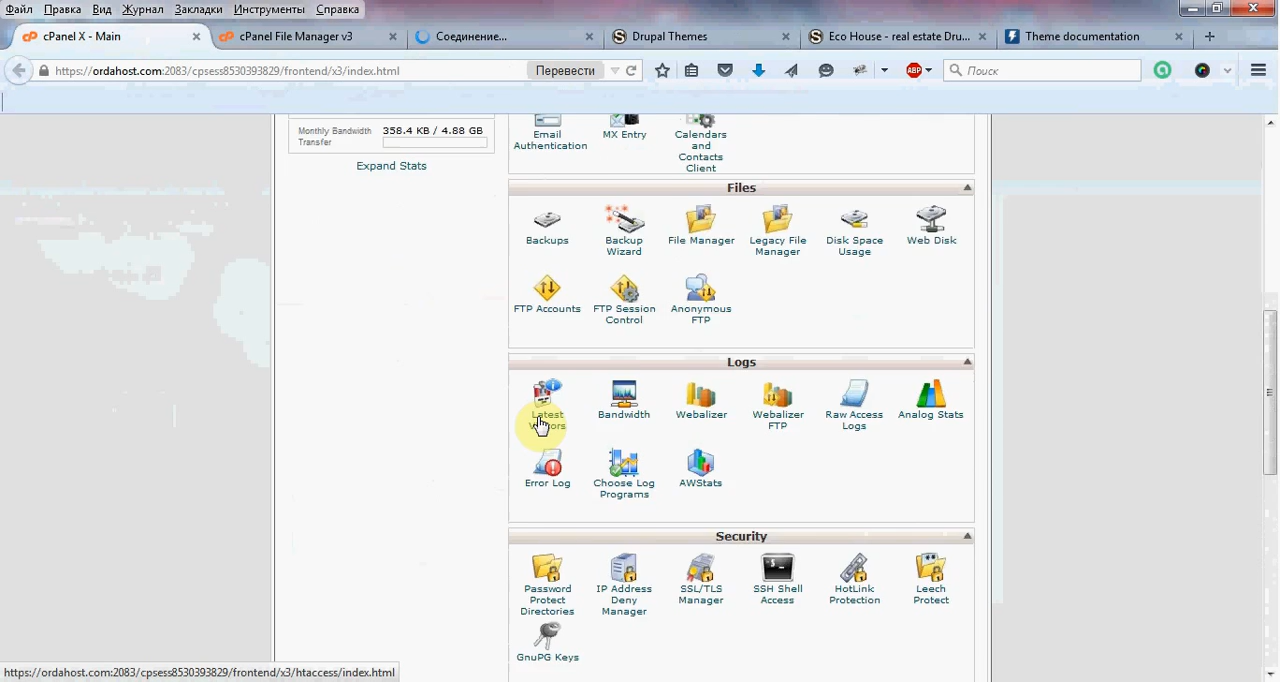 Файл Правка Вид Журнал Закладки Инструменты Справка
cPanel X - Main
cPanel File Manager v3
Соединение...
Drupal Themes
Eco House - real estate Dru...
Theme documentation
https://ordahost.com:2083/cpsess8530393829/frontend/x3/index.html
Перевести
ABP
Поиск
Monthly Bandwidth
Transfer
358.4 KB / 4.88 GB
Expand Stats
Email
Authentication
MX Entry
Calendars
and
Contacts
Client
Files
Backups
Backup
Wizard
File Manager
Legacy File
Manager
Disk Space
Usage
Web Disk
FTP Accounts
FTP Session
Control
Anonymous
FTP
Logs
Latest
Visitors
Bandwidth
Webalizer
Webalizer
FTP
Raw Access
Logs
Analog Stats
Error Log
Choose Log
Programs
AWStats
Security
Password
Protect
Directories
IP Address
Deny
Manager
SSL/TLS
Manager
SSH Shell
Access
HotLink
Protection
Leech
Protect
GnuPG Keys
https://ordahost.com:2083/cpsess8530393829/frontend/x3/htaccess/index.html